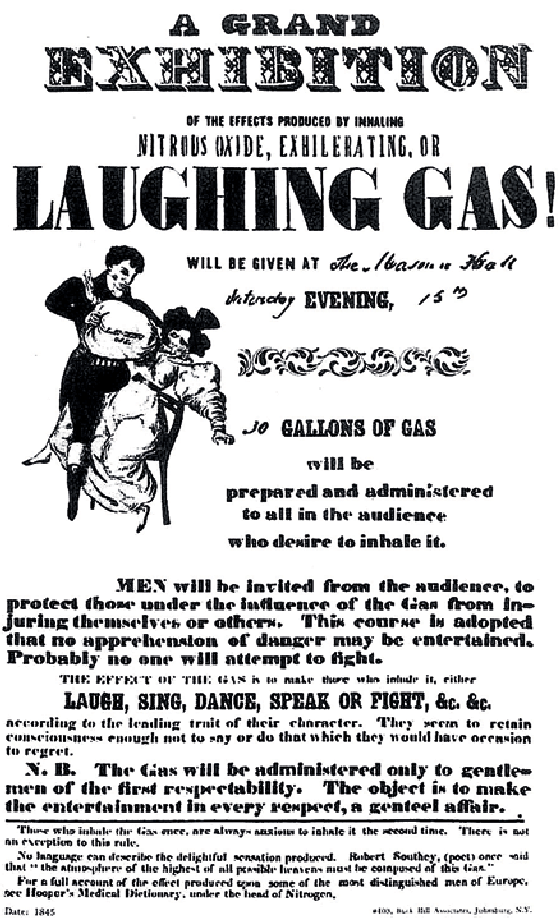 A GRAND
EXHIBITION
OF THE EFFECTS PRODUCED BY INHALING
NITROUS OXIDE, EXHILERATING, OR
LAUGHING GAS!
WILL BE GIVEN AT The Masonic Hall
Saturday EVENING, 15th
30 GALLONS OF GAS
will be
prepared and administered
to all in the audience
who desire to inhale it.
MEN will be invited from the audience, to
protect those under the influence of the Gas from in-
juring themselves or others. This course is adopted
that no apprehension of danger may be entertained.
Probably no one will attempt to fight.
THE EFFECT OF THE GAS is to make those who inhale it, either
LAUGH, SING, DANCE, SPEAK OR FIGHT, &c. &c.
according to the leading trait of their character. They seem to retain
consciousness enough not to say or do that which they would have occasion
to regret.
N. B. The Gas will be administered only to gentle-
men of the first respectability. The object is to make
the entertainment in every respect, a genteel affair.
Those who inhale the Gas once, are always anxious to inhale it the second time. There is not
an exception to this rule.
No language can describe the delightful sensation produced. Robert Southey, (poet) once said
that "the atmosphere of the highest of all possible heavens must be composed of this Gas."
For a full account of the effect produced upon some of the most distinguished men of Europe,
see Hooper's Medical Dictionary, under the head of Nitrogen.
Date: 1845
Hill Associates, N.Y.